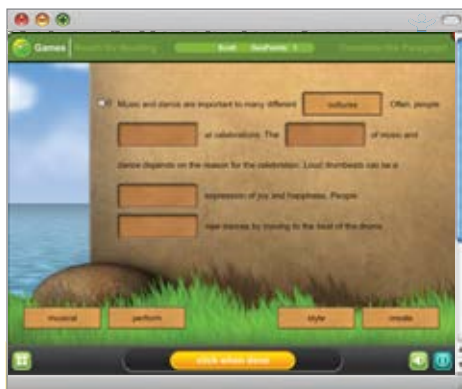 Games
Music and dance are important to many different cultures . Often, people
at celebrations. The of music and
dance depends on the reason for the celebration. Loud drumbeats can be a
expression of joy and happiness. People
new dances by moving to the beat of the drums.
musical perform style create
click when done